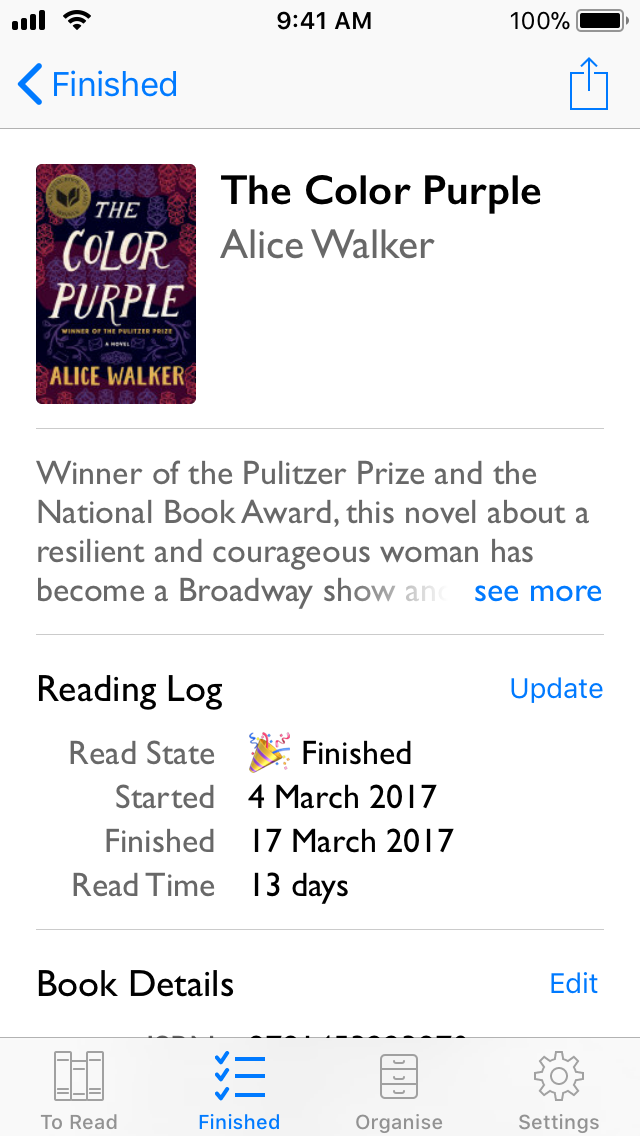 9:41 AM
100%
Finished
THE
COLOR
PURPLE
WINNER OF THE PULITZER PRIZE
A NOVEL
ALICE WALKER
The Color Purple
Alice Walker
Winner of the Pulitzer Prize and the
National Book Award, this novel about a
resilient and courageous woman has
become a Broadway show and see more
Reading Log
Update
Read State 🎉 Finished
Started 4 March 2017
Finished 17 March 2017
Read Time 13 days
Book Details
Edit
To Read
Finished
Organise
Settings